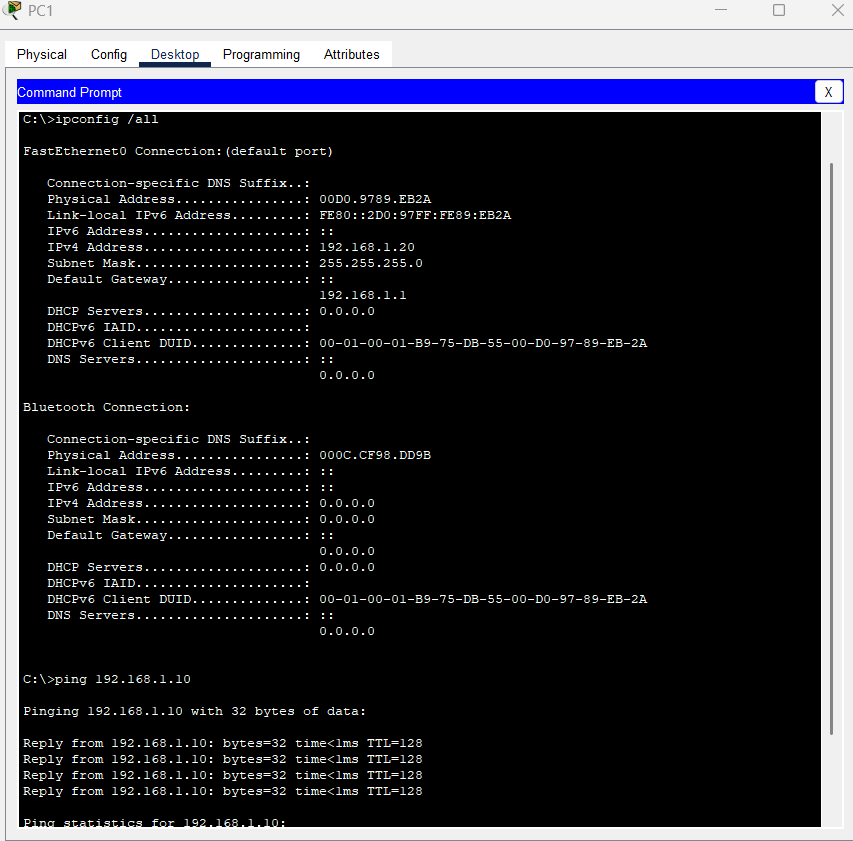 PC1
Physical Config Desktop Programming Attributes
Command Prompt X
C:\>ipconfig /all
FastEthernet0 Connection:(default port)
Connection-specific DNS Suffix..:
Physical Address................: 00D0.9789.EB2A
Link-local IPv6 Address.........: FE80::2D0:97FF:FE89:EB2A
IPv6 Address....................: ::
IPv4 Address....................: 192.168.1.20
Subnet Mask.....................: 255.255.255.0
Default Gateway.................: ::
192.168.1.1
DHCP Servers....................: 0.0.0.0
DHCPv6 IAID.....................:
DHCPv6 Client DUID..............: 00-01-00-01-B9-75-DB-55-00-D0-97-89-EB-2A
DNS Servers.....................: ::
0.0.0.0
Bluetooth Connection:
Connection-specific DNS Suffix..:
Physical Address................: 000C.CF98.DD9B
Link-local IPv6 Address.........: ::
IPv6 Address....................: ::
IPv4 Address....................: 0.0.0.0
Subnet Mask.....................: 0.0.0.0
Default Gateway.................: ::
0.0.0.0
DHCP Servers....................: 0.0.0.0
DHCPv6 IAID.....................:
DHCPv6 Client DUID..............: 00-01-00-01-B9-75-DB-55-00-D0-97-89-EB-2A
DNS Servers.....................: ::
0.0.0.0
C:\>ping 192.168.1.10
Pinging 192.168.1.10 with 32 bytes of data:
Reply from 192.168.1.10: bytes=32 time<1ms TTL=128
Reply from 192.168.1.10: bytes=32 time<1ms TTL=128
Reply from 192.168.1.10: bytes=32 time<1ms TTL=128
Reply from 192.168.1.10: bytes=32 time<1ms TTL=128
Ping statistics for 192.168.1.10: